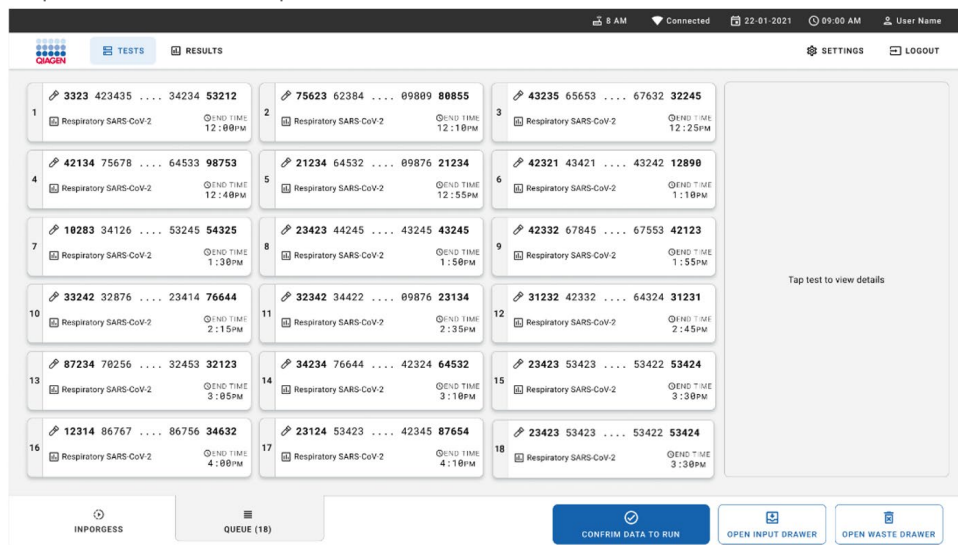 8 AM Connected 22-01-2021 09:00 AM User Name
QIAGEN TESTS RESULTS SETTINGS LOGOUT
1 3323 423435 .... 34234 53212
Respiratory SARS-CoV-2 END TIME 12:00PM
2 75623 62384 .... 09809 80855
Respiratory SARS-CoV-2 END TIME 12:10PM
3 43235 65653 .... 67632 32245
Respiratory SARS-CoV-2 END TIME 12:25PM
4 42134 75678 .... 64533 98753
Respiratory SARS-CoV-2 END TIME 12:40PM
5 21234 64532 .... 09876 21234
Respiratory SARS-CoV-2 END TIME 12:55PM
6 42321 43421 .... 43242 12890
Respiratory SARS-CoV-2 END TIME 1:10PM
7 10283 34126 .... 53245 54325
Respiratory SARS-CoV-2 END TIME 1:30PM
8 23423 44245 .... 43245 43245
Respiratory SARS-CoV-2 END TIME 1:50PM
9 42332 67845 .... 67553 42123
Respiratory SARS-CoV-2 END TIME 1:55PM
10 33242 32876 .... 23414 76644
Respiratory SARS-CoV-2 END TIME 2:15PM
11 32342 34422 .... 09876 23134
Respiratory SARS-CoV-2 END TIME 2:35PM
12 31232 42332 .... 64324 31231
Respiratory SARS-CoV-2 END TIME 2:45PM
13 87234 70256 .... 32453 32123
Respiratory SARS-CoV-2 END TIME 3:05PM
14 34234 76644 .... 42324 64532
Respiratory SARS-CoV-2 END TIME 3:10PM
15 23423 53423 .... 53422 53424
Respiratory SARS-CoV-2 END TIME 3:30PM
16 12314 86767 .... 86756 34632
Respiratory SARS-CoV-2 END TIME 4:00PM
17 23124 53423 .... 42345 87654
Respiratory SARS-CoV-2 END TIME 4:10PM
18 23423 53423 .... 53422 53424
Respiratory SARS-CoV-2 END TIME 3:30PM
Tap test to view details
INPORGESS QUEUE (18) CONFRIM DATA TO RUN OPEN INPUT DRAWER OPEN WASTE DRAWER